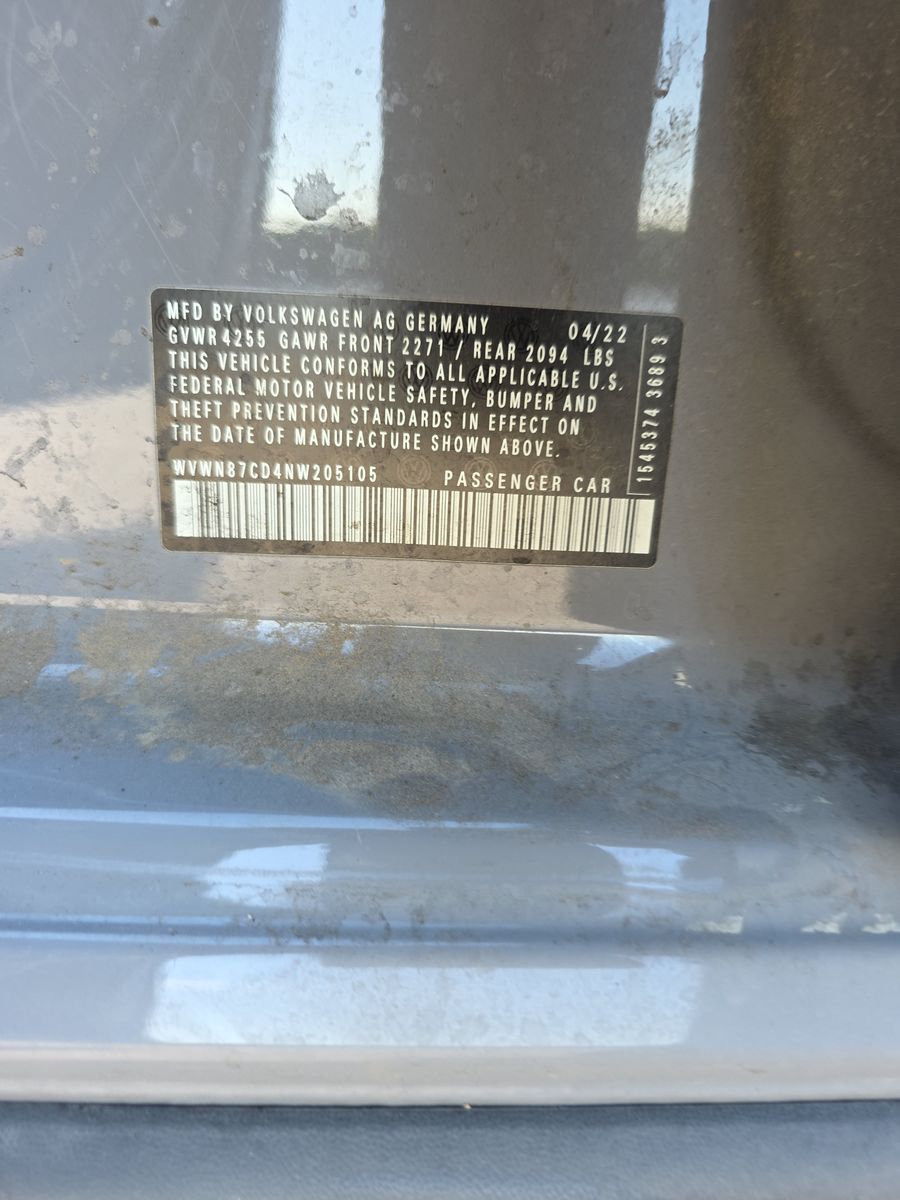 MFD BY VOLKSWAGEN AG GERMANY 04/22
GVWR 4255 GAWR FRONT 2271 / REAR 2094 LBS
THIS VEHICLE CONFORMS TO ALL APPLICABLE U.S.
FEDERAL MOTOR VEHICLE SAFETY, BUMPER AND
THEFT PREVENTION STANDARDS IN EFFECT ON
THE DATE OF MANUFACTURE SHOWN ABOVE.
WVWN87CD4NW205105 PASSENGER CAR
1545374 3689 3